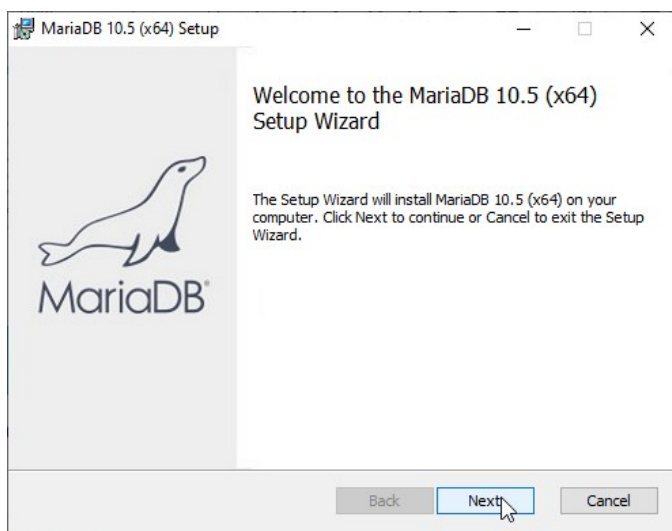 MariaDB 10.5 (x64) Setup
Welcome to the MariaDB 10.5 (x64)
Setup Wizard
The Setup Wizard will install MariaDB 10.5 (x64) on your
computer. Click Next to continue or Cancel to exit the Setup
Wizard.
MariaDB®
Back Next Cancel